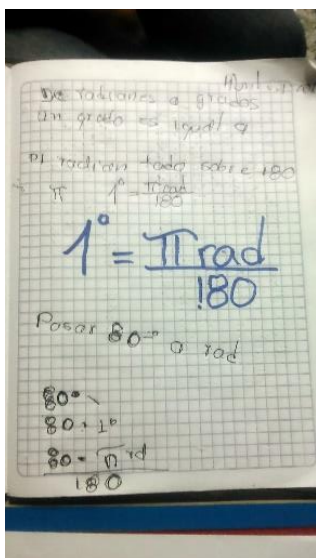 De radianes a grados
Un grado es igual a
PI radian todo sobre 180
π 1° = π rad / 180
1° = π rad / 180
Pasar 80° a rad
80°
80 · 1°
80 · π rd / 180